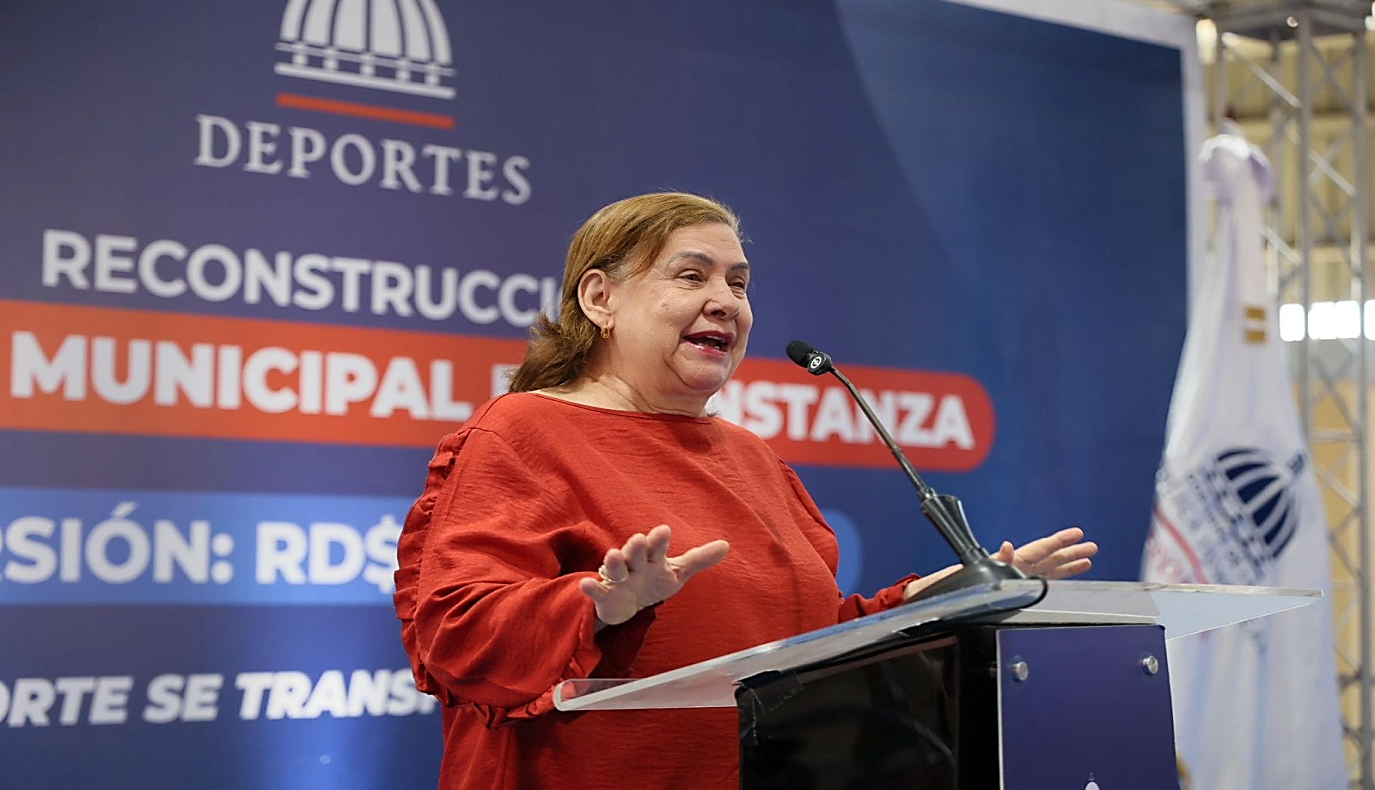 DEPORTES
RECONSTRUCCI
MUNICIPAL NSTANZA
RSIÓN: RD$
ORTE SE TRANS